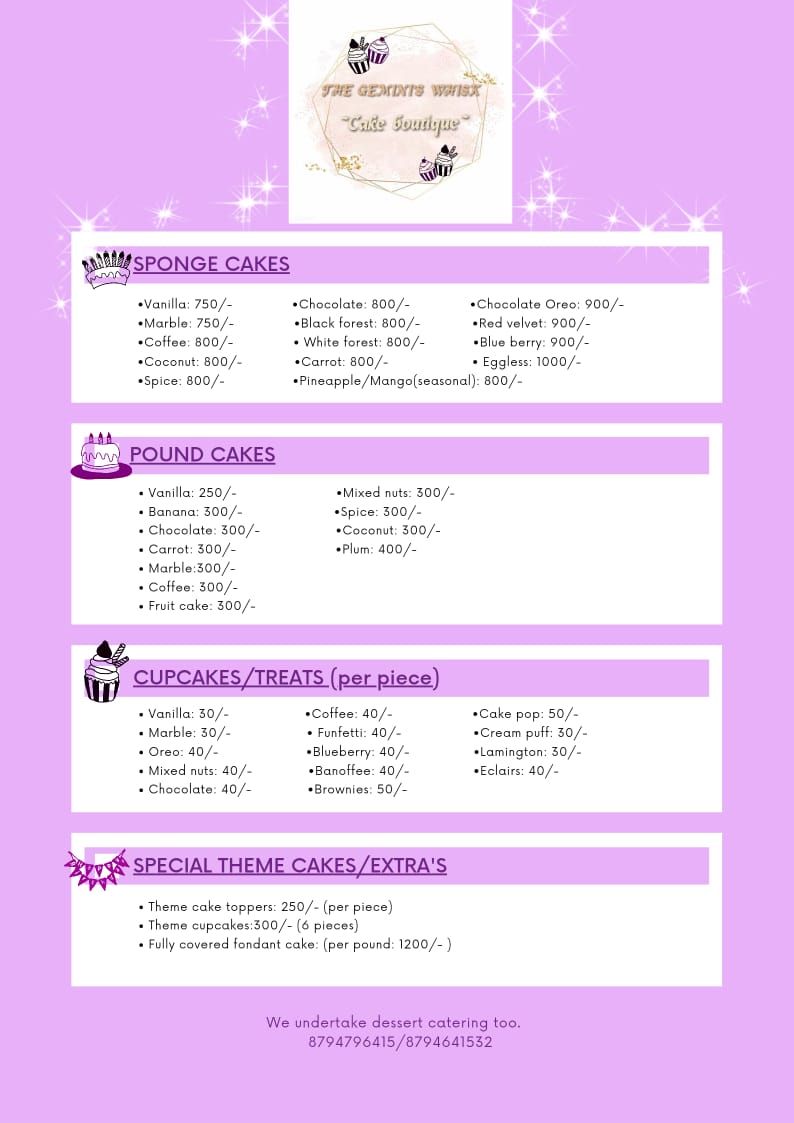 THE GEMINIS WHISK
~Cake boutique~
SPONGE CAKES
•Vanilla: 750/- •Chocolate: 800/- •Chocolate Oreo: 900/-
•Marble: 750/- •Black forest: 800/- •Red velvet: 900/-
•Coffee: 800/- • White forest: 800/- •Blue berry: 900/-
•Coconut: 800/- •Carrot: 800/- • Eggless: 1000/-
•Spice: 800/- •Pineapple/Mango(seasonal): 800/-
POUND CAKES
• Vanilla: 250/- •Mixed nuts: 300/-
• Banana: 300/- •Spice: 300/-
• Chocolate: 300/- •Coconut: 300/-
• Carrot: 300/- •Plum: 400/-
• Marble:300/-
• Coffee: 300/-
• Fruit cake: 300/-
CUPCAKES/TREATS (per piece)
• Vanilla: 30/- •Coffee: 40/- •Cake pop: 50/-
• Marble: 30/- • Funfetti: 40/- •Cream puff: 30/-
• Oreo: 40/- •Blueberry: 40/- •Lamington: 30/-
• Mixed nuts: 40/- •Banoffee: 40/- •Eclairs: 40/-
• Chocolate: 40/- •Brownies: 50/-
SPECIAL THEME CAKES/EXTRA'S
• Theme cake toppers: 250/- (per piece)
• Theme cupcakes:300/- (6 pieces)
• Fully covered fondant cake: (per pound: 1200/- )
We undertake dessert catering too.
8794796415/8794641532